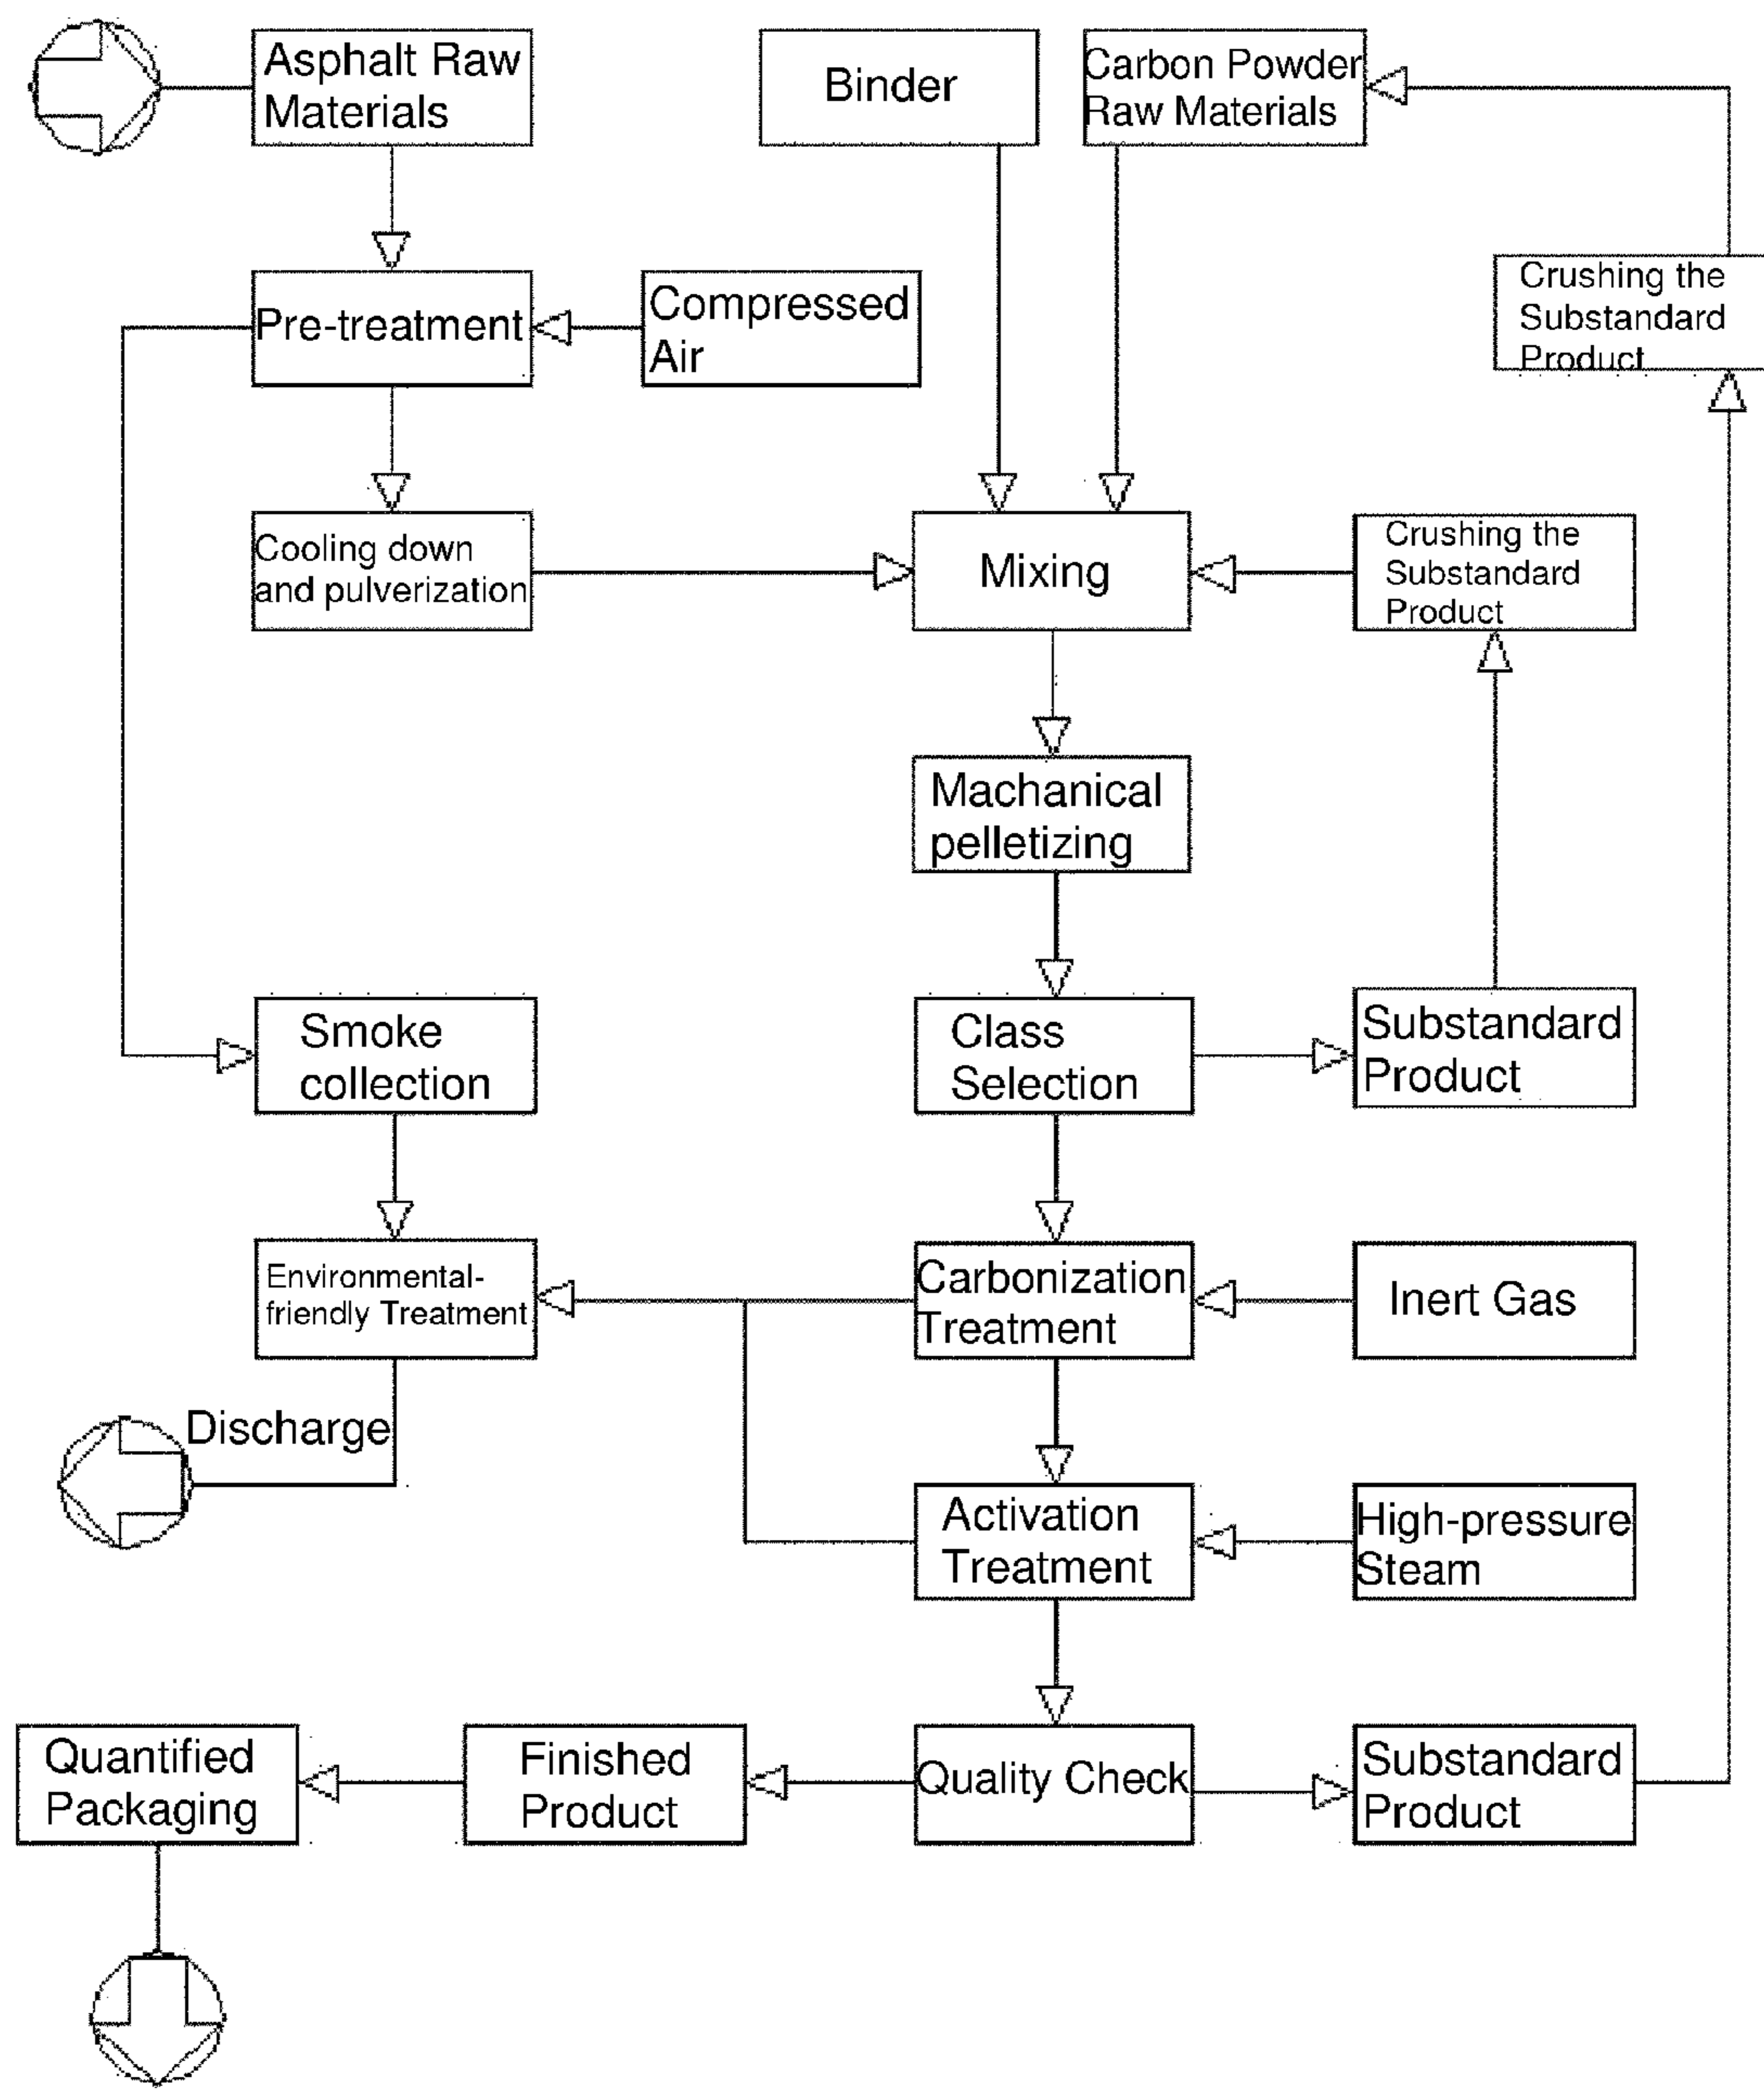 Asphalt Raw
Materials
Binder
Carbon Powder
Raw Materials
Pre-treatment
Compressed
Air
Crushing the
Substandard
Product
Cooling down
and pulverization
Mixing
Crushing the
Substandard
Product
Machanical
pelletizing
Smoke
collection
Class
Selection
Substandard
Product
Environmental-
friendly Treatment
Carbonization
Treatment
Inert Gas
Discharge
Activation
Treatment
High-pressure
Steam
Quantified
Packaging
Finished
Product
Quality Check
Substandard
Product